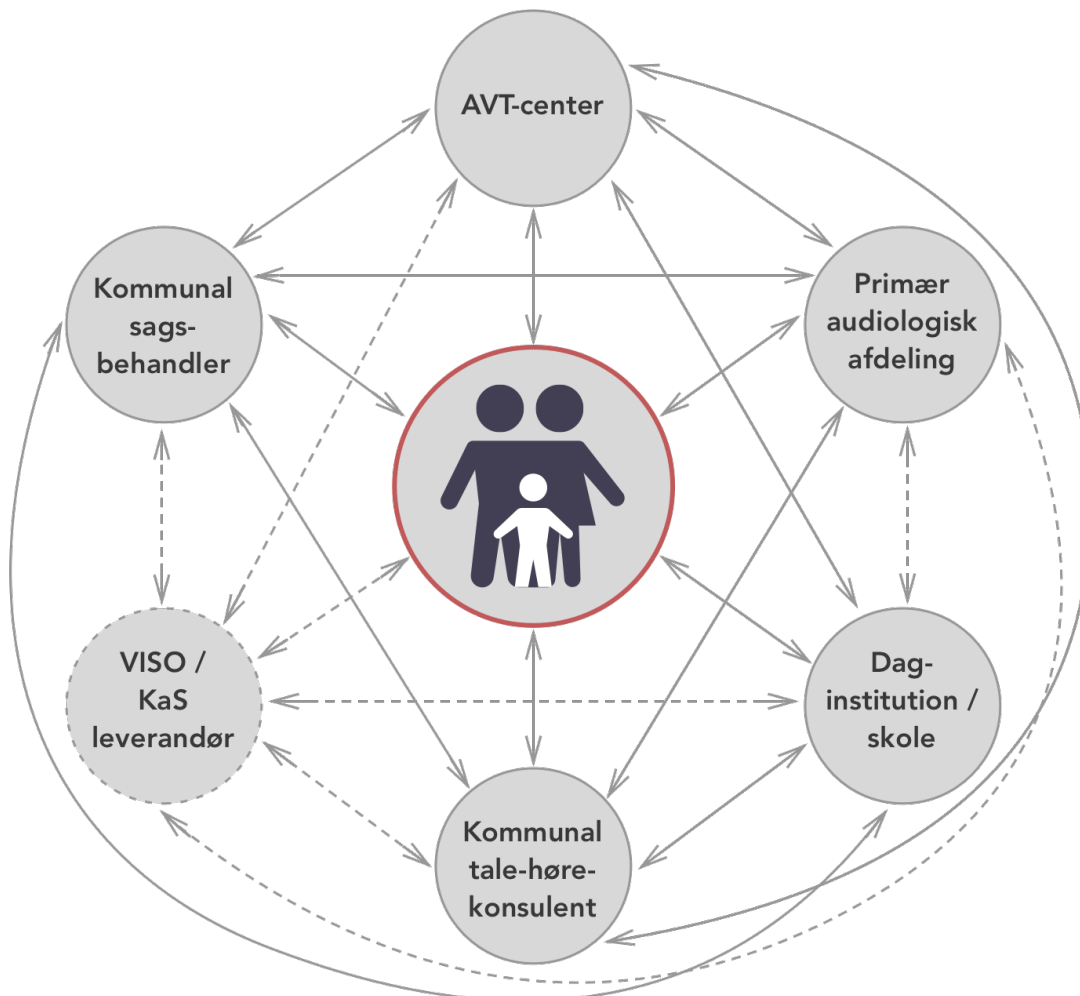 AVT-center
Kommunal
sags-
behandler
Primær
audiologisk
afdeling
VISO /
KaS
leverandør
Dag-
institution /
skole
Kommunal
tale-høre-
konsulent